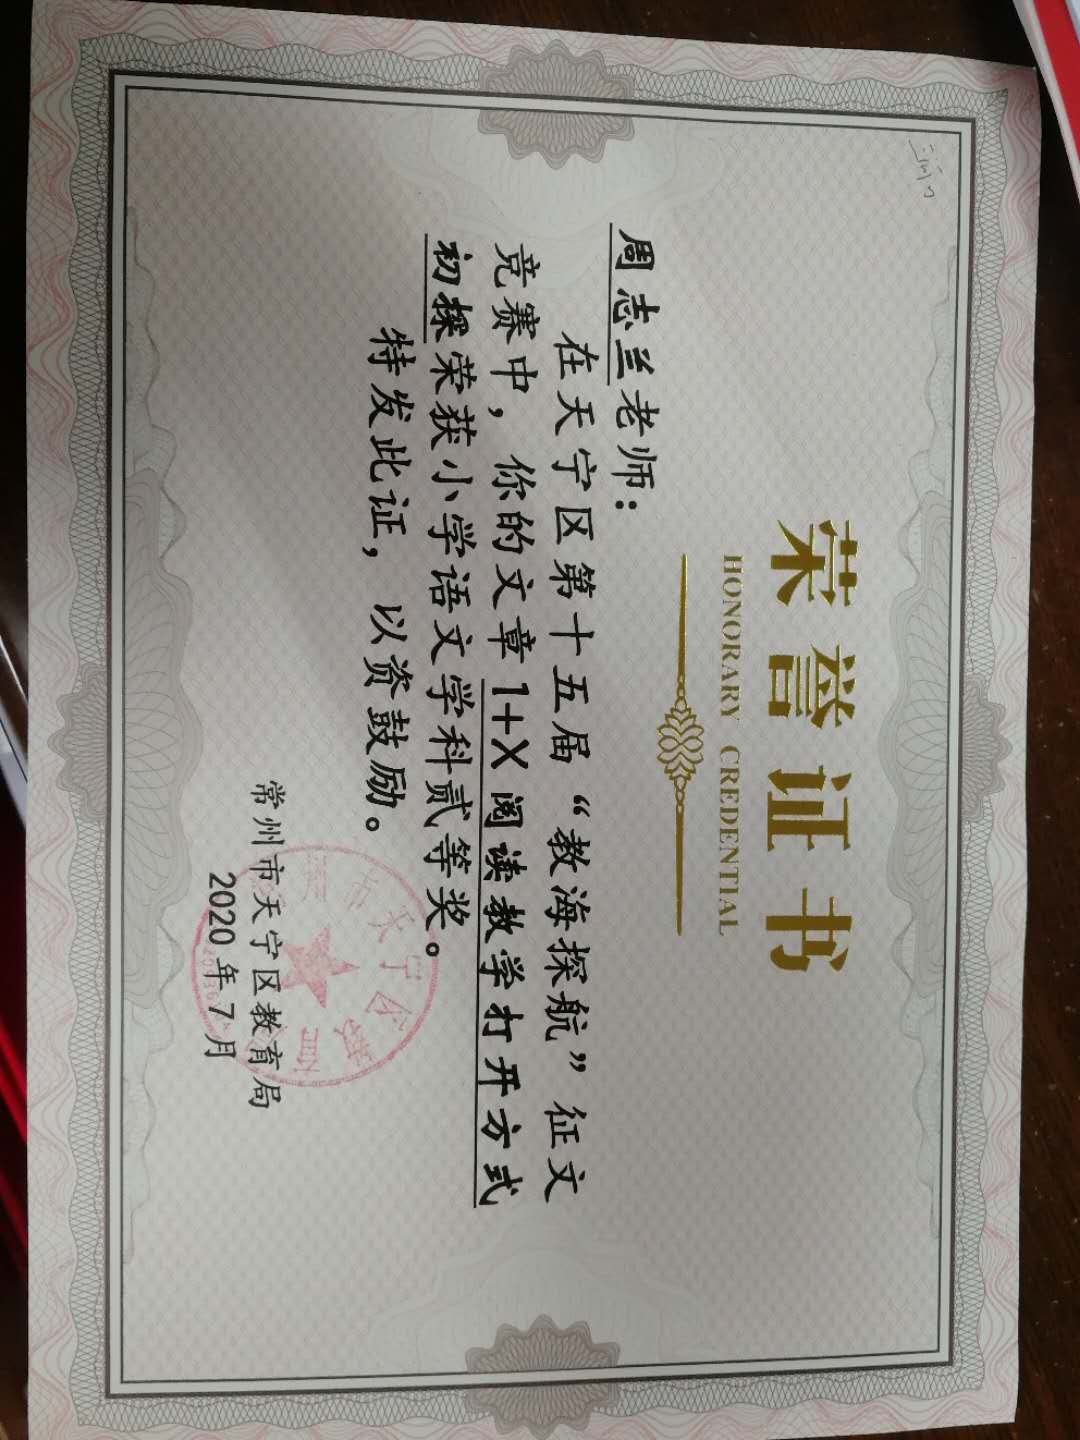 荣誉证书
HONORARY CREDENTIAL
周志兰老师：
在天宁区第十五届“教海探航”征文
竞赛中，你的文章1+X阅读教学打开方式
初探荣获小学语文学科贰等奖。
特发此证，以资鼓励。
常州市天宁区教育局
2020年7月